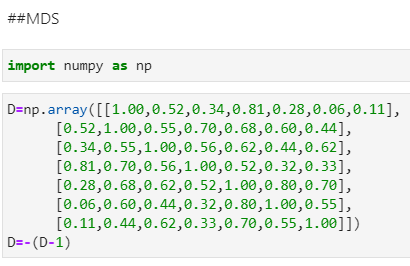 ##MDS
import numpy as np
D=np.array([[1.00,0.52,0.34,0.81,0.28,0.06,0.11],
[0.52,1.00,0.55,0.70,0.68,0.60,0.44],
[0.34,0.55,1.00,0.56,0.62,0.44,0.62],
[0.81,0.70,0.56,1.00,0.52,0.32,0.33],
[0.28,0.68,0.62,0.52,1.00,0.80,0.70],
[0.06,0.60,0.44,0.32,0.80,1.00,0.55],
[0.11,0.44,0.62,0.33,0.70,0.55,1.00]])
D=-(D-1)